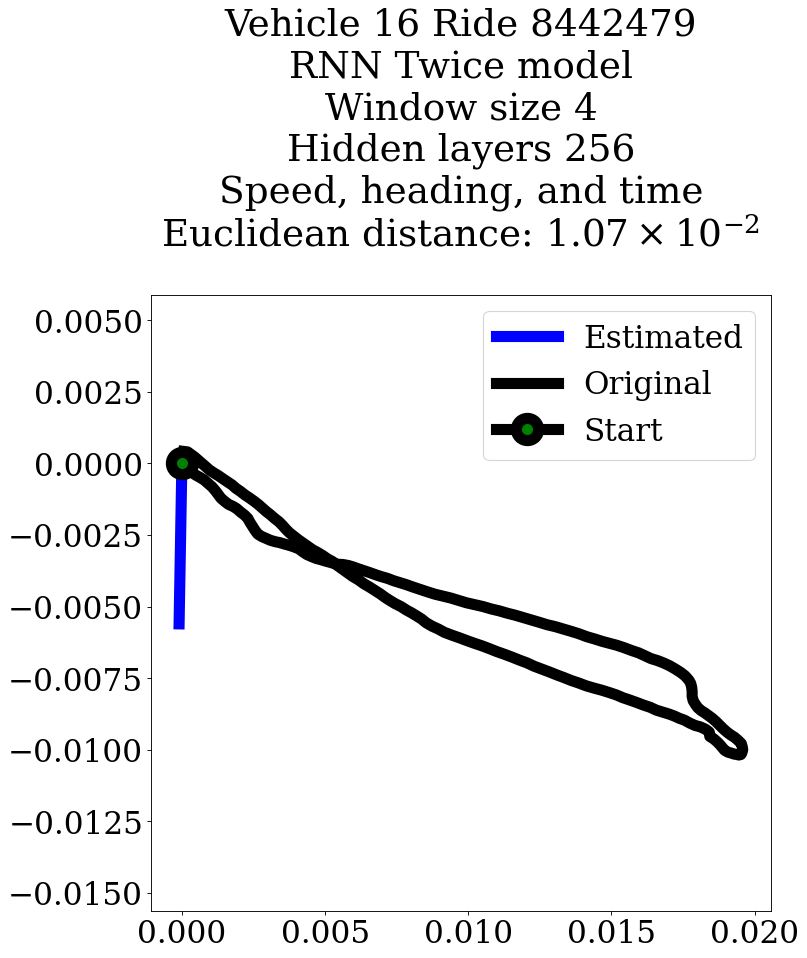 Vehicle 16 Ride 8442479
RNN Twice model
Window size 4
Hidden layers 256
Speed, heading, and time
Euclidean distance: 1.07 × 10⁻²
Estimated
Original
Start
0.0050
0.0025
0.0000
−0.0025
−0.0050
−0.0075
−0.0100
−0.0125
−0.0150
0.000 0.005 0.010 0.015 0.020